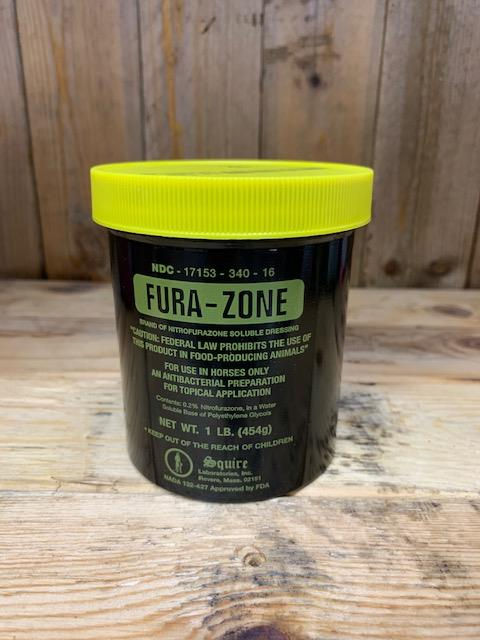 NDC - 17153 - 340 - 16
FURA-ZONE
BRAND OF NITROFURAZONE SOLUBLE DRESSING
"CAUTION: FEDERAL LAW PROHIBITS THE USE OF
THIS PRODUCT IN FOOD-PRODUCING ANIMALS"
FOR USE IN HORSES ONLY
AN ANTIBACTERIAL PREPARATION
FOR TOPICAL APPLICATION
Contents: 0.2% Nitrofurazone, in a Water
Soluble Base of Polyethylene Glycols
NET WT. 1 LB. (454g)
• KEEP OUT OF THE REACH OF CHILDREN
Squire
Laboratories, Inc.
Revere, Mass. 02151
NADA 132-427 Approved by FDA